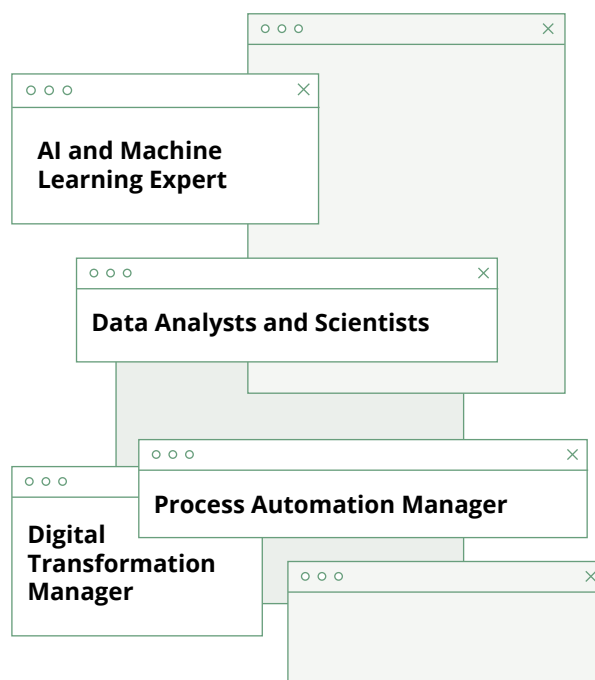 AI and Machine
Learning Expert
Data Analysts and Scientists
Process Automation Manager
Digital
Transformation
Manager